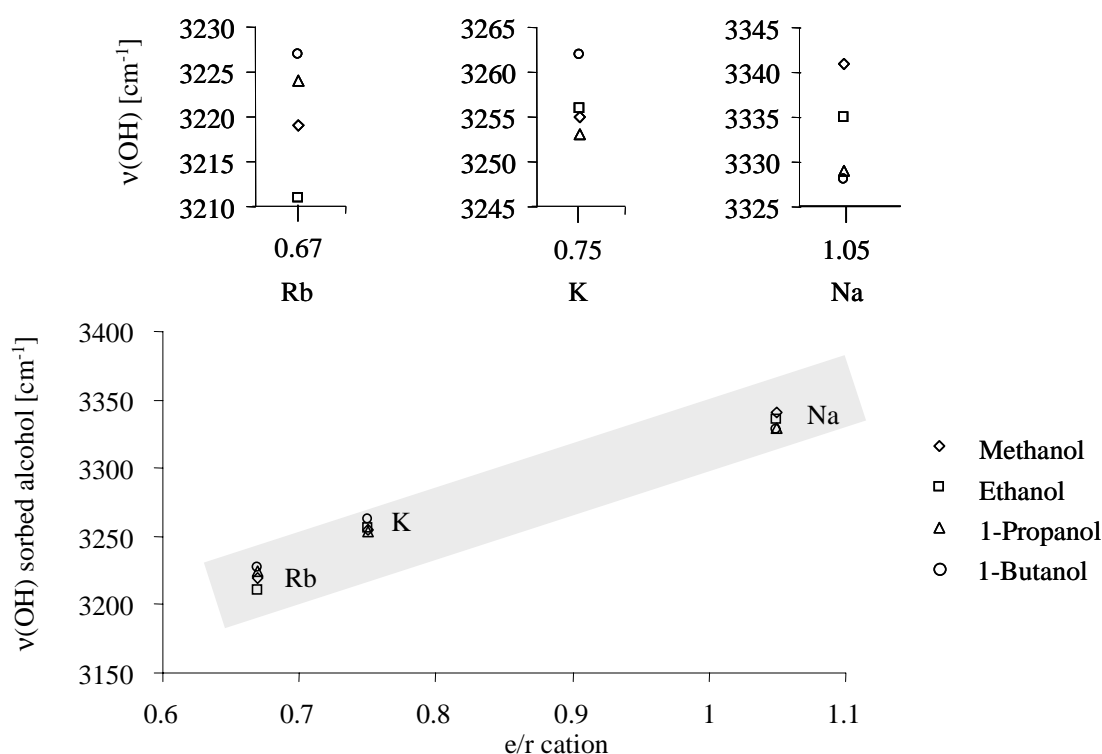 ν(OH) [cm-1]
3230
3225
3220
3215
3210
0.67
Rb
3265
3260
3255
3250
3245
0.75
K
3345
3340
3335
3330
3325
1.05
Na
ν(OH) sorbed alcohol [cm-1]
3400
3350
3300
3250
3200
3150
Rb
K
Na
0.6
0.7
0.8
0.9
1
1.1
e/r cation
Methanol
Ethanol
1-Propanol
1-Butanol